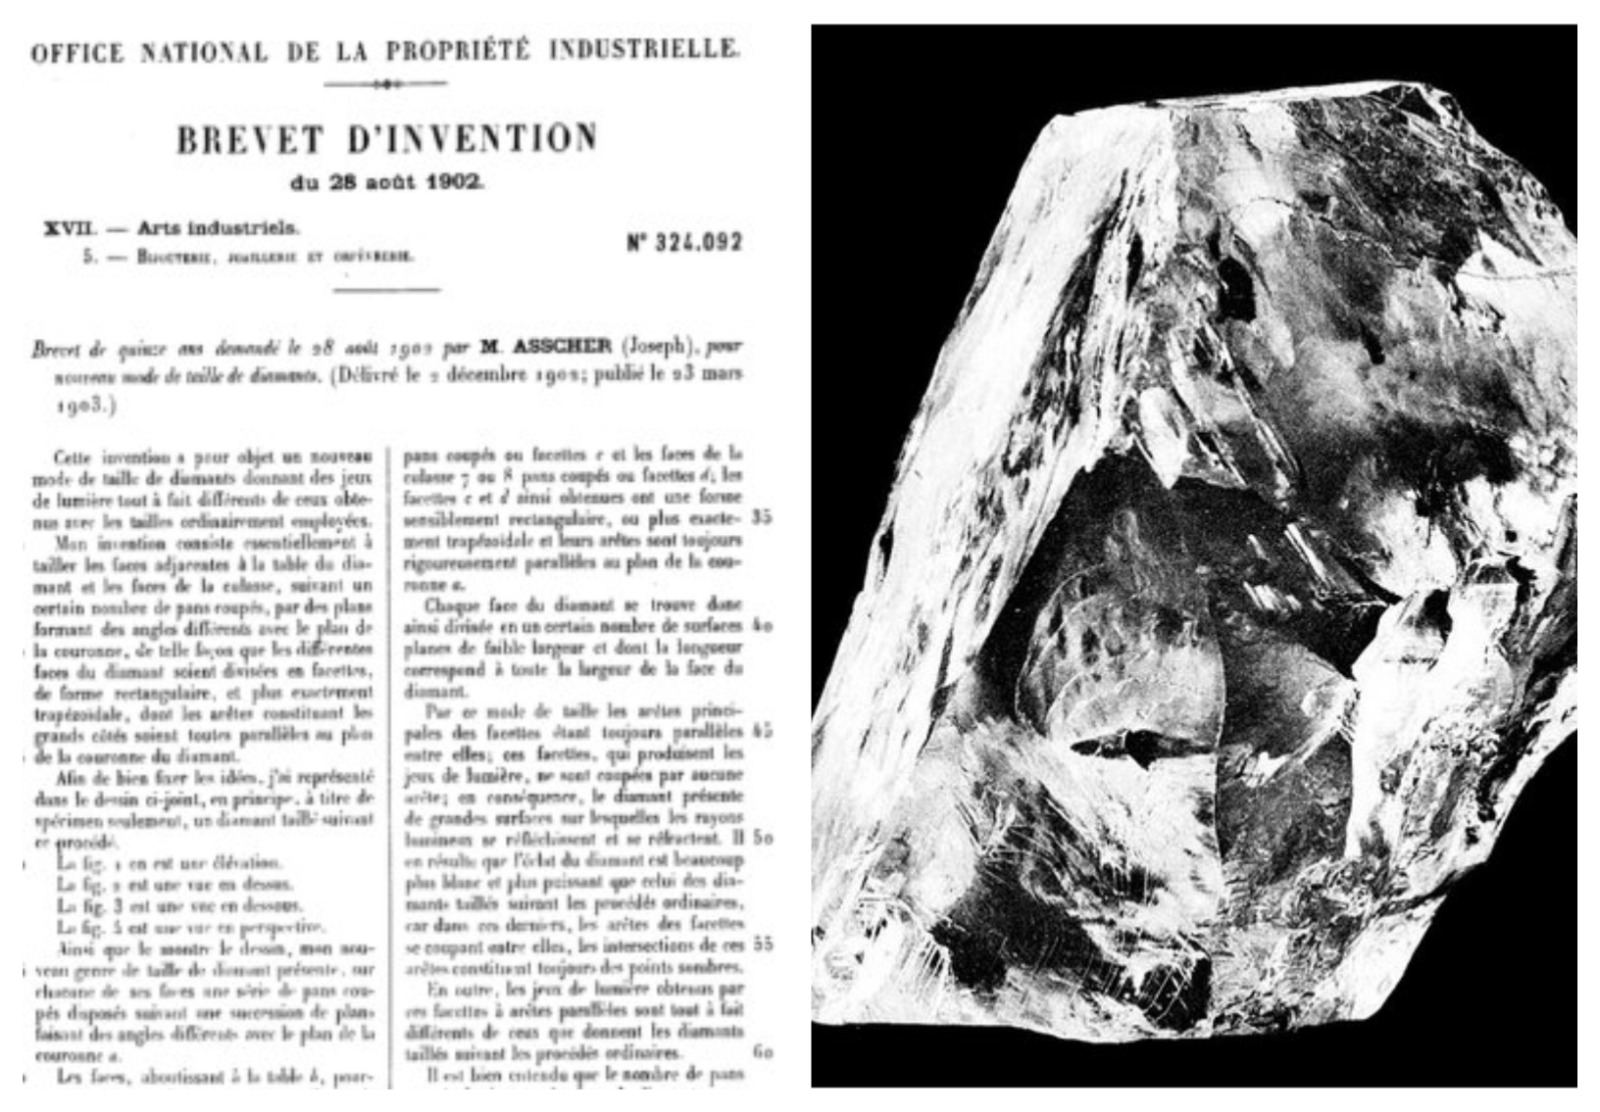 OFFICE NATIONAL DE LA PROPRIÉTÉ INDUSTRIELLE.
BREVET D'INVENTION
du 28 août 1902.
XVII. — Arts industriels.
N° 324.092
5. — Bijouterie, joaillerie et orfèvrerie.
Brevet de quinze ans demandé le 28 août 1902 par M. ASSCHER (Joseph), pour
nouveau mode de taille de diamants. (Délivré le 2 décembre 1902; publié le 23 mars
1903.)
Cette invention a pour objet un nouveau
mode de taille de diamants donnant des jeux
de lumière tout à fait différents de ceux obte-
nus avec les tailles ordinairement employées.
Mon invention consiste essentiellement à
tailler les faces adjacentes à la table du dia-
mant et les faces de la culasse, suivant un
certain nombre de pans coupés, par des plans
formant des angles différents avec le plan de
la couronne, de telle façon que les différentes
faces du diamant soient divisées en facettes,
de forme rectangulaire, et plus exactement
trapézoïdale, dont les arêtes constituant les
grands côtés soient toutes parallèles au plan
de la couronne du diamant.
Afin de bien fixer les idées, j'ai représenté
dans le dessin ci-joint, en principe, à titre de
spécimen seulement, un diamant taillé suivant
ce procédé.
La fig. 1 en est une élévation.
La fig. 2 est une vue en dessus.
La fig. 3 est une vue en dessous.
La fig. est une vue en perspective.
Ainsi que le montre le dessin, mon nou-
veau genre de taille de diamant présente, sur
chacune de ses faces une série de pans cou-
pés disposés suivant une succession de plans
faisant des angles différents avec le plan de la
couronne a.
Les faces, aboutissant à la table b, pour-
pans coupés ou facettes c et les faces de la
culasse 7 ou 8 pans coupés ou facettes d; les
facettes c et d ainsi obtenues ont une forme
sensiblement rectangulaire, ou plus exacte- 35
ment trapézoïdale et leurs arêtes sont toujours
rigoureusement parallèles au plan de la cou-
ronne a.
Chaque face du diamant se trouve donc
ainsi divisée en un certain nombre de surfaces 40
planes de faible largeur et dont la longueur
correspond à toute la largeur de la face du
diamant.
Par ce mode de taille les arêtes princi-
pales des facettes étant toujours parallèles 45
entre elles; ces facettes, qui produisent les
jeux de lumière, ne sont coupées par aucune
arête; en conséquence, le diamant présente
de grandes surfaces sur lesquelles les rayons
lumineux se réfléchissent et se réfractent. Il 50
en résulte que l'éclat du diamant est beaucoup
plus blanc et plus puissant que celui des dia-
mants taillés suivant les procédés ordinaires,
car dans ces derniers, les arêtes des facettes
se coupant entre elles, les intersections de ces 55
arêtes constituent toujours des points sombres.
En outre, les jeux de lumière obtenus par
ces facettes à arêtes parallèles sont tout à fait
différents de ceux que donnent les diamants
taillés suivant les procédés ordinaires. 60
Il est bien entendu que le nombre de pans